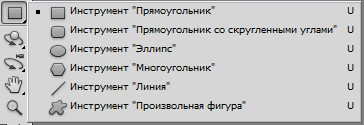 Инструмент "Прямоугольник" U
Инструмент "Прямоугольник со скругленными углами" U
Инструмент "Эллипс" U
Инструмент "Многоугольник" U
Инструмент "Линия" U
Инструмент "Произвольная фигура" U